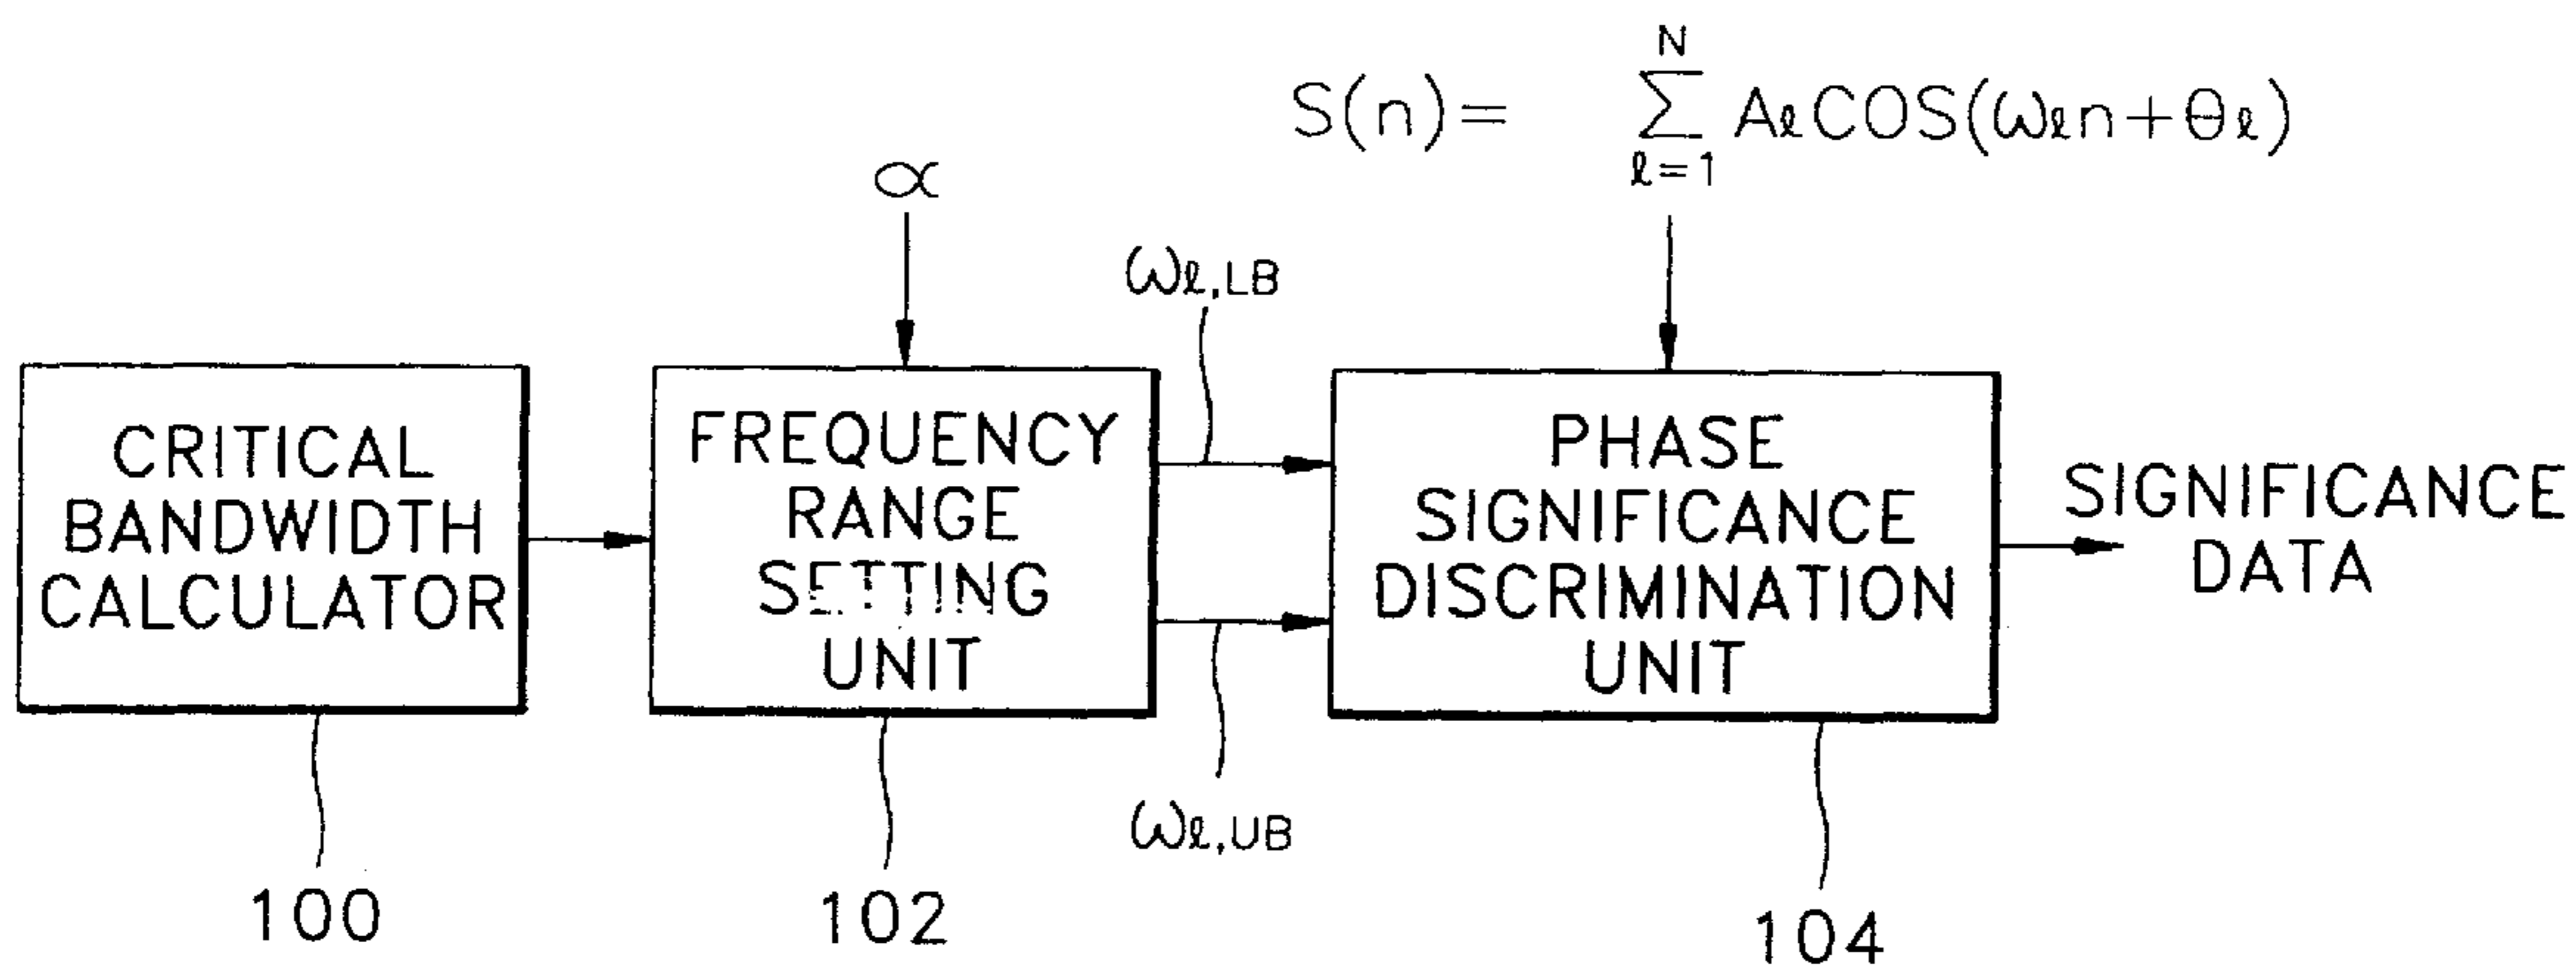 N
S(n)= ∑ AℓCOS(ωℓn+θℓ)
ℓ=1
∝
ωℓ,LB
CRITICAL
BANDWIDTH
CALCULATOR
FREQUENCY
RANGE
SETTING
UNIT
PHASE
SIGNIFICANCE
DISCRIMINATION
UNIT
SIGNIFICANCE
DATA
ωℓ,UB
100
102
104